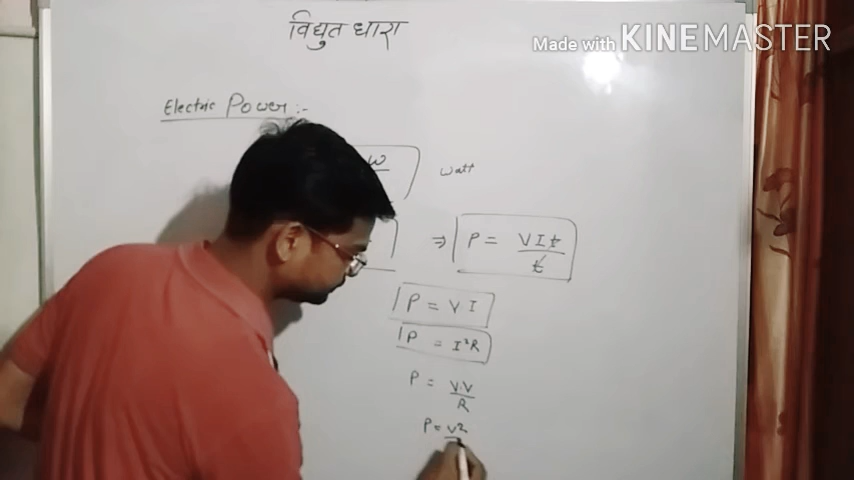 विद्युत धारा
Made with KINEMASTER
Electric Power :-
W
watt
⇒ P = VIt/t
P = VI
P = I²R
P = V.V/R
P = V2